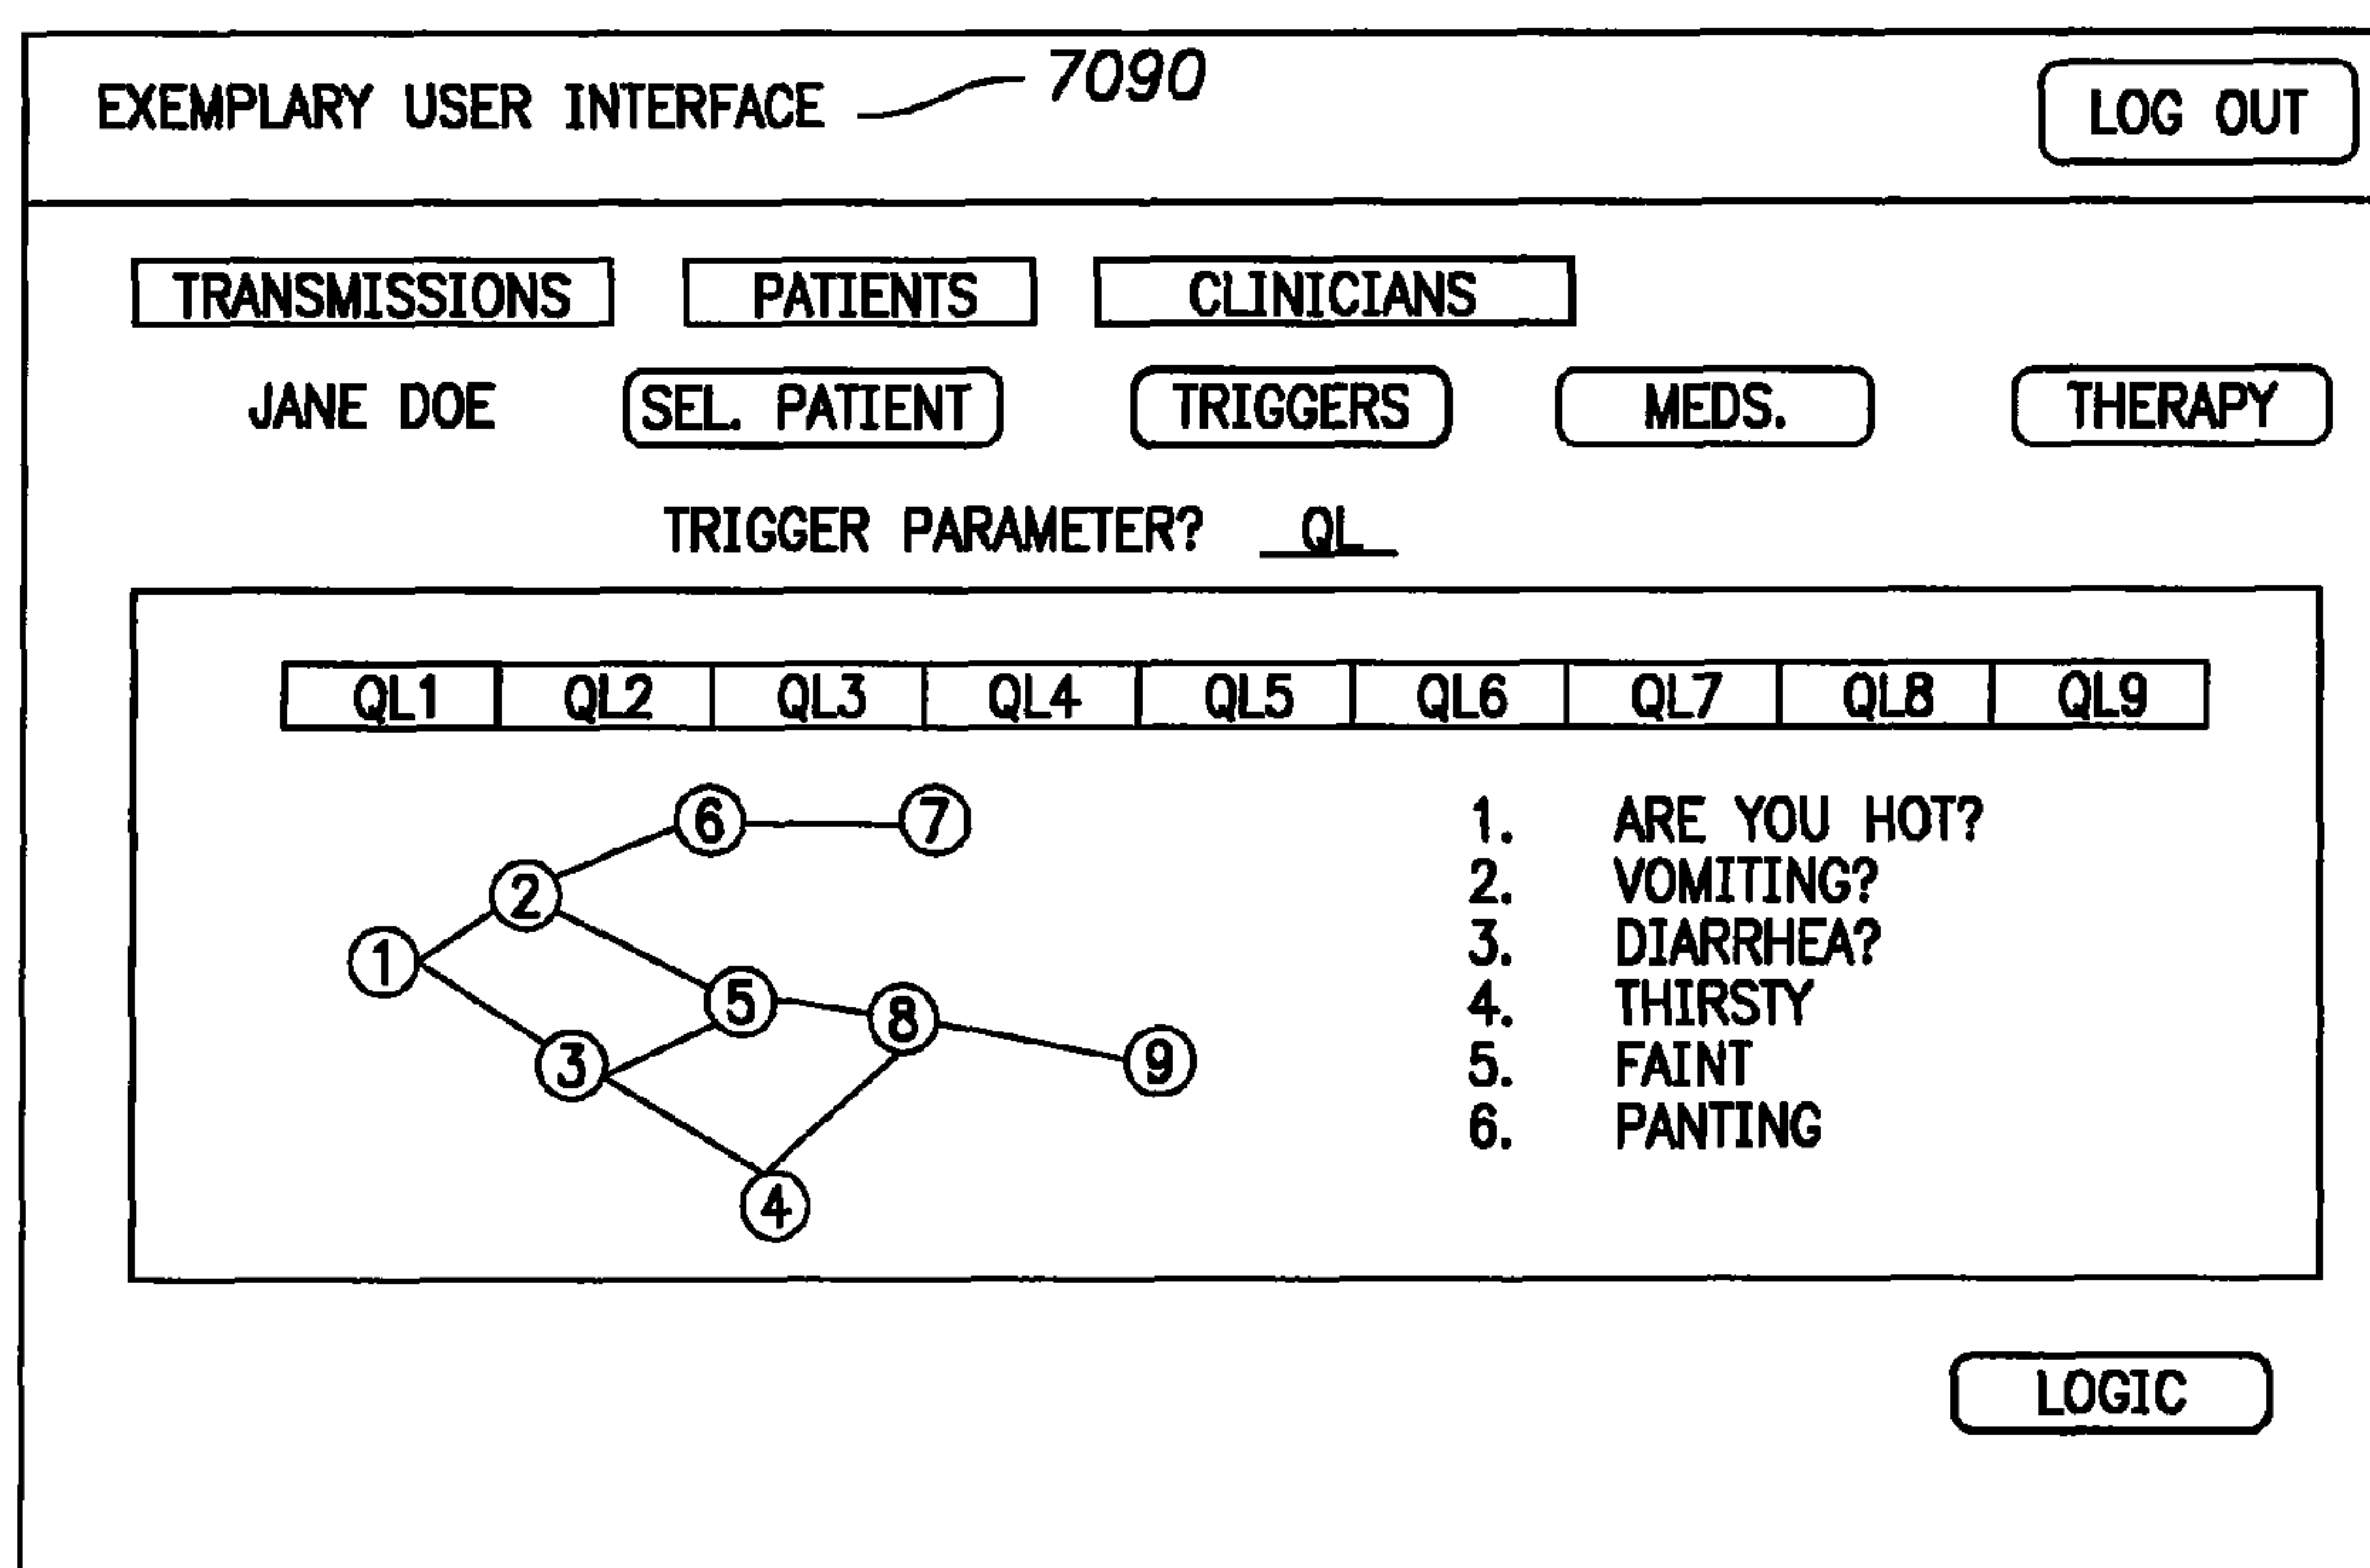 EXEMPLARY USER INTERFACE 7090 LOG OUT
TRANSMISSIONS PATIENTS CLINICIANS
JANE DOE SEL. PATIENT TRIGGERS MEDS. THERAPY
TRIGGER PARAMETER? QL
QL1 QL2 QL3 QL4 QL5 QL6 QL7 QL8 QL9
6 7
2
1
5 8
3 9
4
1. ARE YOU HOT?
2. VOMITING?
3. DIARRHEA?
4. THIRSTY
5. FAINT
6. PANTING
LOGIC